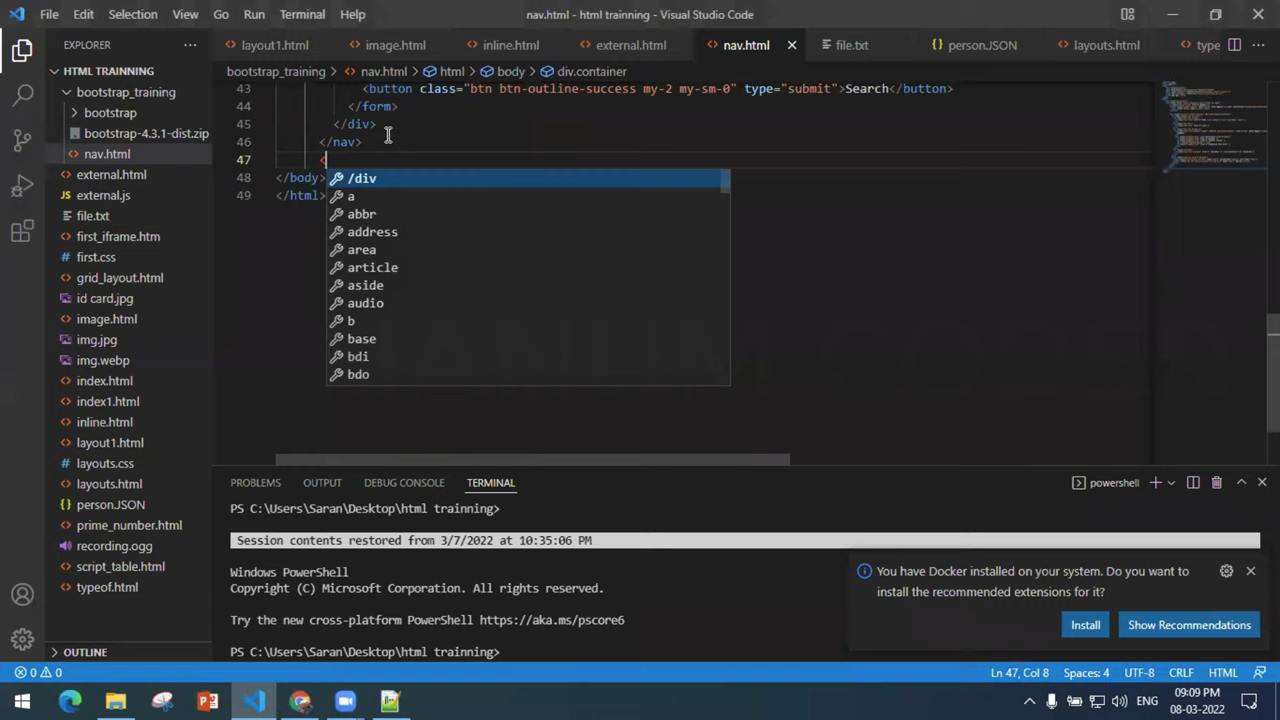 File Edit Selection View Go Run Terminal Help
nav.html - html trainning - Visual Studio Code
EXPLORER
layout1.html image.html inline.html external.html nav.html file.txt person.JSON layouts.html type
HTML TRAINNING
bootstrap_training
bootstrap
bootstrap-4.3.1-dist.zip
nav.html
external.html
external.js
file.txt
first_iframe.htm
first.css
grid_layout.html
id card.jpg
image.html
img.jpg
img.webp
index.html
index1.html
inline.html
layout1.html
layouts.css
layouts.html
person.JSON
prime_number.html
recording.ogg
script_table.html
typeof.html
OUTLINE
bootstrap_training > nav.html > html > body > div.container
43 <button class="btn btn-outline-success my-2 my-sm-0" type="submit">Search</button>
44 </form>
45 </div>
46 </nav>
47 <
48 </body>
49 </html>
/div
a
abbr
address
area
article
aside
audio
b
base
bdi
bdo
PROBLEMS OUTPUT DEBUG CONSOLE TERMINAL
powershell
PS C:\Users\Saran\Desktop\html trainning>
Session contents restored from 3/7/2022 at 10:35:06 PM
Windows PowerShell
Copyright (C) Microsoft Corporation. All rights reserved.
Try the new cross-platform PowerShell https://aka.ms/pscore6
PS C:\Users\Saran\Desktop\html trainning>
You have Docker installed on your system. Do you want to
install the recommended extensions for it?
Install Show Recommendations
0 0
Ln 47, Col 8 Spaces: 4 UTF-8 CRLF HTML
ENG
09:09 PM
08-03-2022